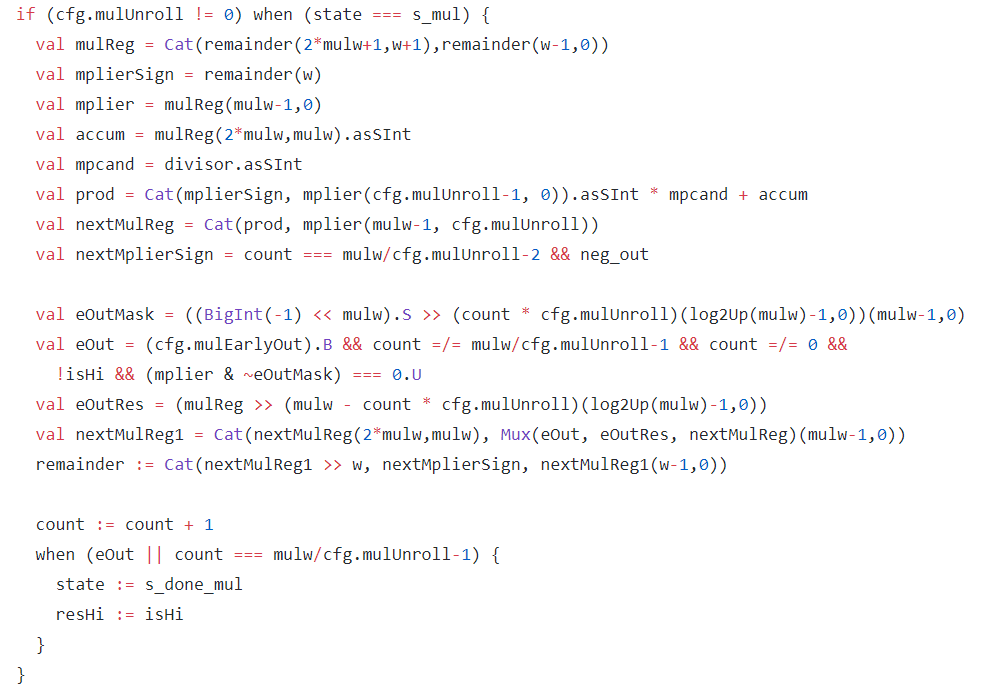 if (cfg.mulUnroll != 0) when (state === s_mul) {
  val mulReg = Cat(remainder(2*mulw+1,w+1),remainder(w-1,0))
  val mplierSign = remainder(w)
  val mplier = mulReg(mulw-1,0)
  val accum = mulReg(2*mulw,mulw).asSInt
  val mpcand = divisor.asSInt
  val prod = Cat(mplierSign, mplier(cfg.mulUnroll-1, 0)).asSInt * mpcand + accum
  val nextMulReg = Cat(prod, mplier(mulw-1, cfg.mulUnroll))
  val nextMplierSign = count === mulw/cfg.mulUnroll-2 && neg_out

  val eOutMask = ((BigInt(-1) << mulw).S >> (count * cfg.mulUnroll)(log2Up(mulw)-1,0))(mulw-1,0)
  val eOut = (cfg.mulEarlyOut).B && count =/= mulw/cfg.mulUnroll-1 && count =/= 0 &&
    !isHi && (mplier & ~eOutMask) === 0.U
  val eOutRes = (mulReg >> (mulw - count * cfg.mulUnroll)(log2Up(mulw)-1,0))
  val nextMulReg1 = Cat(nextMulReg(2*mulw,mulw), Mux(eOut, eOutRes, nextMulReg)(mulw-1,0))
  remainder := Cat(nextMulReg1 >> w, nextMplierSign, nextMulReg1(w-1,0))

  count := count + 1
  when (eOut || count === mulw/cfg.mulUnroll-1) {
    state := s_done_mul
    resHi := isHi
  }
}